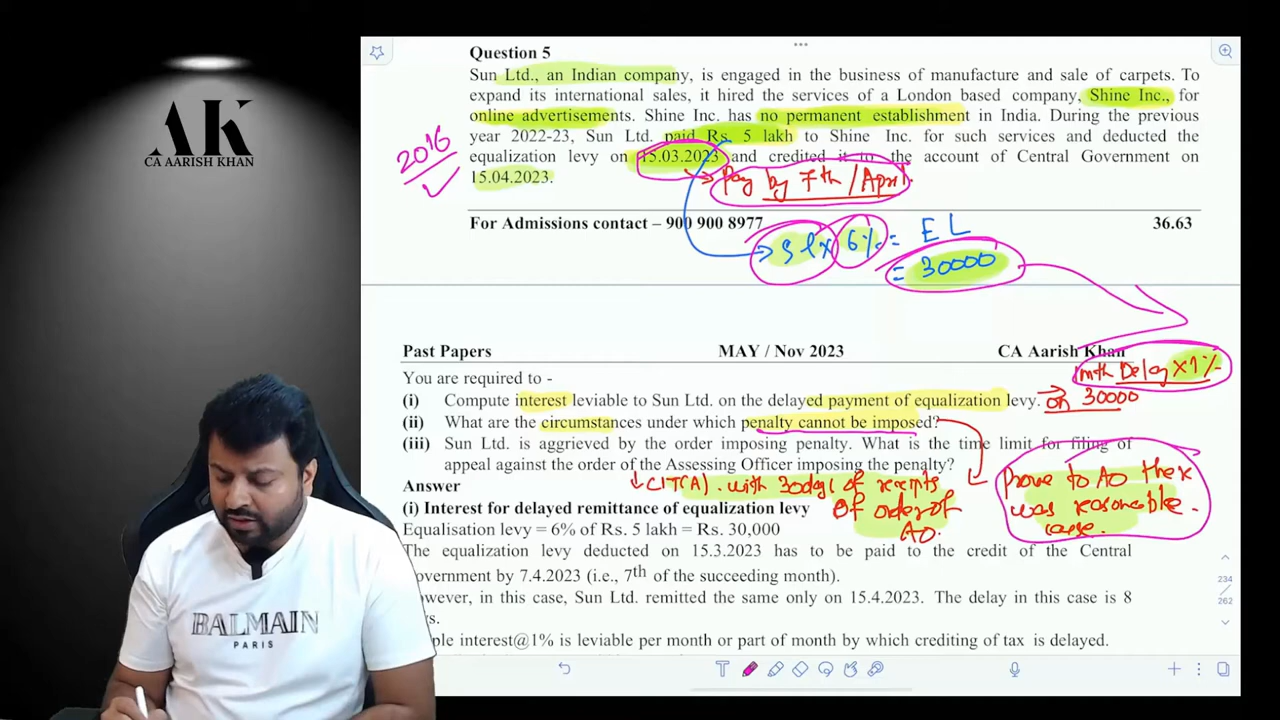 AK
CA AARISH KHAN
BALMAIN
PARIS
Question 5
Sun Ltd., an Indian company, is engaged in the business of manufacture and sale of carpets. To
expand its international sales, it hired the services of a London based company, Shine Inc., for
online advertisements. Shine Inc. has no permanent establishment in India. During the previous
year 2022-23, Sun Ltd. paid Rs. 5 lakh to Shine Inc. for such services and deducted the
equalization levy on 15.03.2023 and credited it to the account of Central Government on
15.04.2023.
2016
Pay by 7th / April.
For Admissions contact – 900 900 8977
36.63
6% = EL
= 30000
Past Papers
MAY / Nov 2023
CA Aarish Khan
mth Delay x 1%
on 30000
You are required to -
(i) Compute interest leviable to Sun Ltd. on the delayed payment of equalization levy.
(ii) What are the circumstances under which penalty cannot be imposed?
(iii) Sun Ltd. is aggrieved by the order imposing penalty. What is the time limit for filing of
appeal against the order of the Assessing Officer imposing the penalty?
CIT(A). with 30days of
of order of
AO.
Prove to AO
was reasonable
Answer
(i) Interest for delayed remittance of equalization levy
Equalisation levy = 6% of Rs. 5 lakh = Rs. 30,000
The equalization levy deducted on 15.3.2023 has to be paid to the credit of the Central
overnment by 7.4.2023 (i.e., 7th of the succeeding month).
owever, in this case, Sun Ltd. remitted the same only on 15.4.2023. The delay in this case is 8
ple interest@1% is leviable per month or part of month by which crediting of tax is delayed.
234
262